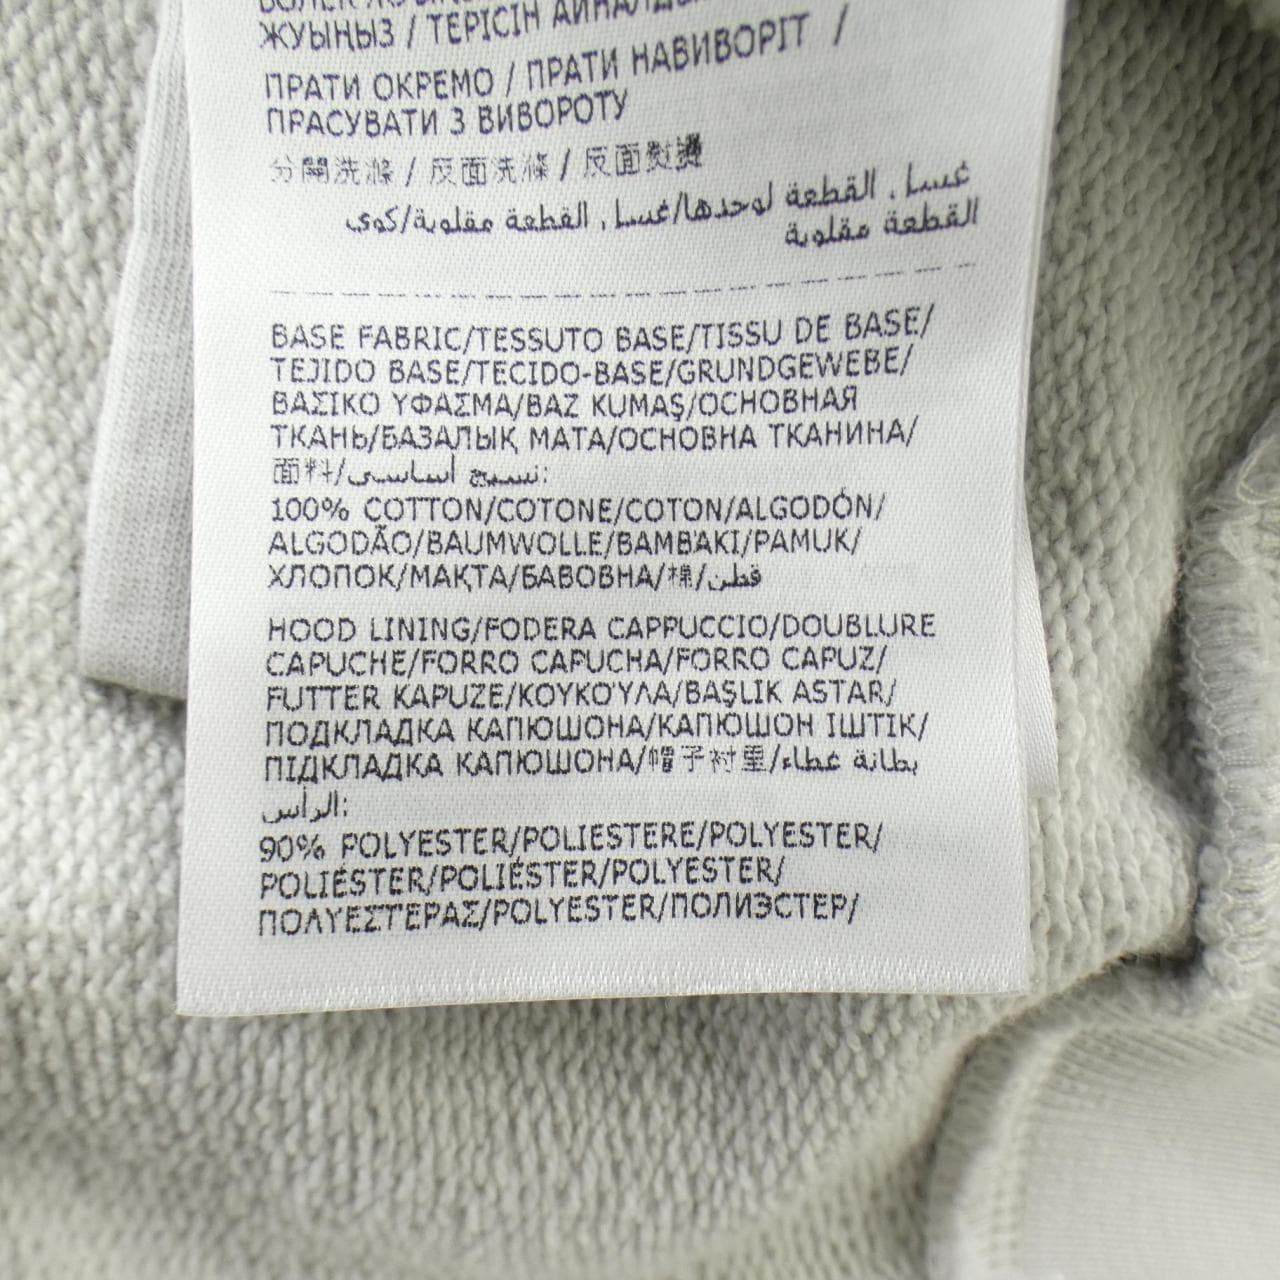 ЖУЫҢЫЗ / ТЕРІСІН
ПРАТИ ОКРЕМО / ПРАТИ НАВИВОРІТ /
ПРАСУВАТИ З ВИВОРОТУ
分開洗滌 / 反面洗滌 / 反面熨燙
غسل القطعة لوحدها/غسل القطعة مقلوبة/كوي
القطعة مقلوبة
BASE FABRIC/TESSUTO BASE/TISSU DE BASE/
TEJIDO BASE/TECIDO-BASE/GRUNDGEWEBE/
ΒΑΣΙΚΟ ΥΦΑΣΜΑ/BAZ KUMAŞ/ОСНОВНАЯ
ТКАНЬ/БАЗАЛЫҚ МАТА/ОСНОВНА ТКАНИНА/
面料/نسيج أساسي:
100% COTTON/COTONE/COTON/ALGODÓN/
ALGODÃO/BAUMWOLLE/ΒΑΜΒΆΚΙ/PAMUK/
ХЛОПОК/МАҚТА/БАВОВНА/棉/قطن
HOOD LINING/FODERA CAPPUCCIO/DOUBLURE
CAPUCHE/FORRO CAPUCHA/FORRO CAPUZ/
FUTTER KAPUZE/ΚΟΥΚΟΎΛΑ/BAŞLIK ASTAR/
ПОДКЛАДКА КАПЮШОНА/КАПЮШОН ІШТІК/
ПІДКЛАДКА КАПЮШОНА/帽子衬里/بطانة غطاء
الرأس:
90% POLYESTER/POLIESTERE/POLYESTER/
POLIÉSTER/POLIÉSTER/POLYESTER/
ΠΟΛΥΕΣΤΕΡΑΣ/POLYESTER/ПОЛИЭСТЕР/